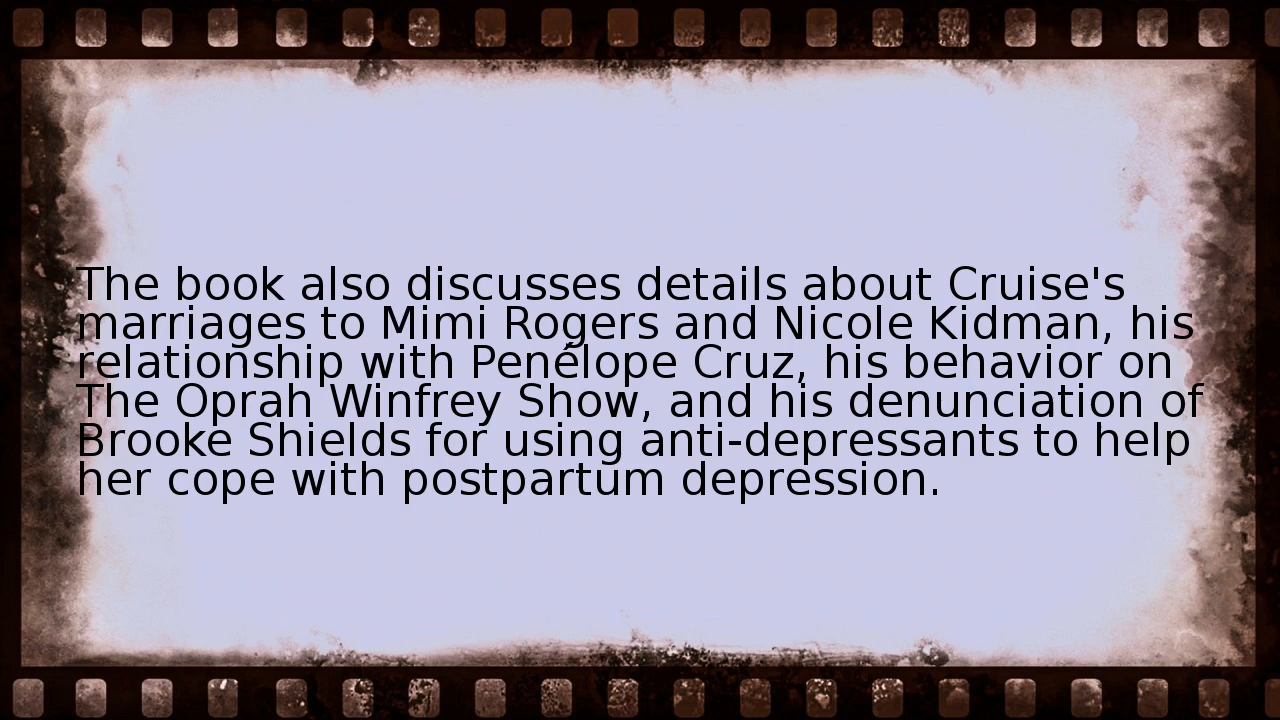 The book also discusses details about Cruise's
marriages to Mimi Rogers and Nicole Kidman, his
relationship with Penélope Cruz, his behavior on
The Oprah Winfrey Show, and his denunciation of
Brooke Shields for using anti-depressants to help
her cope with postpartum depression.